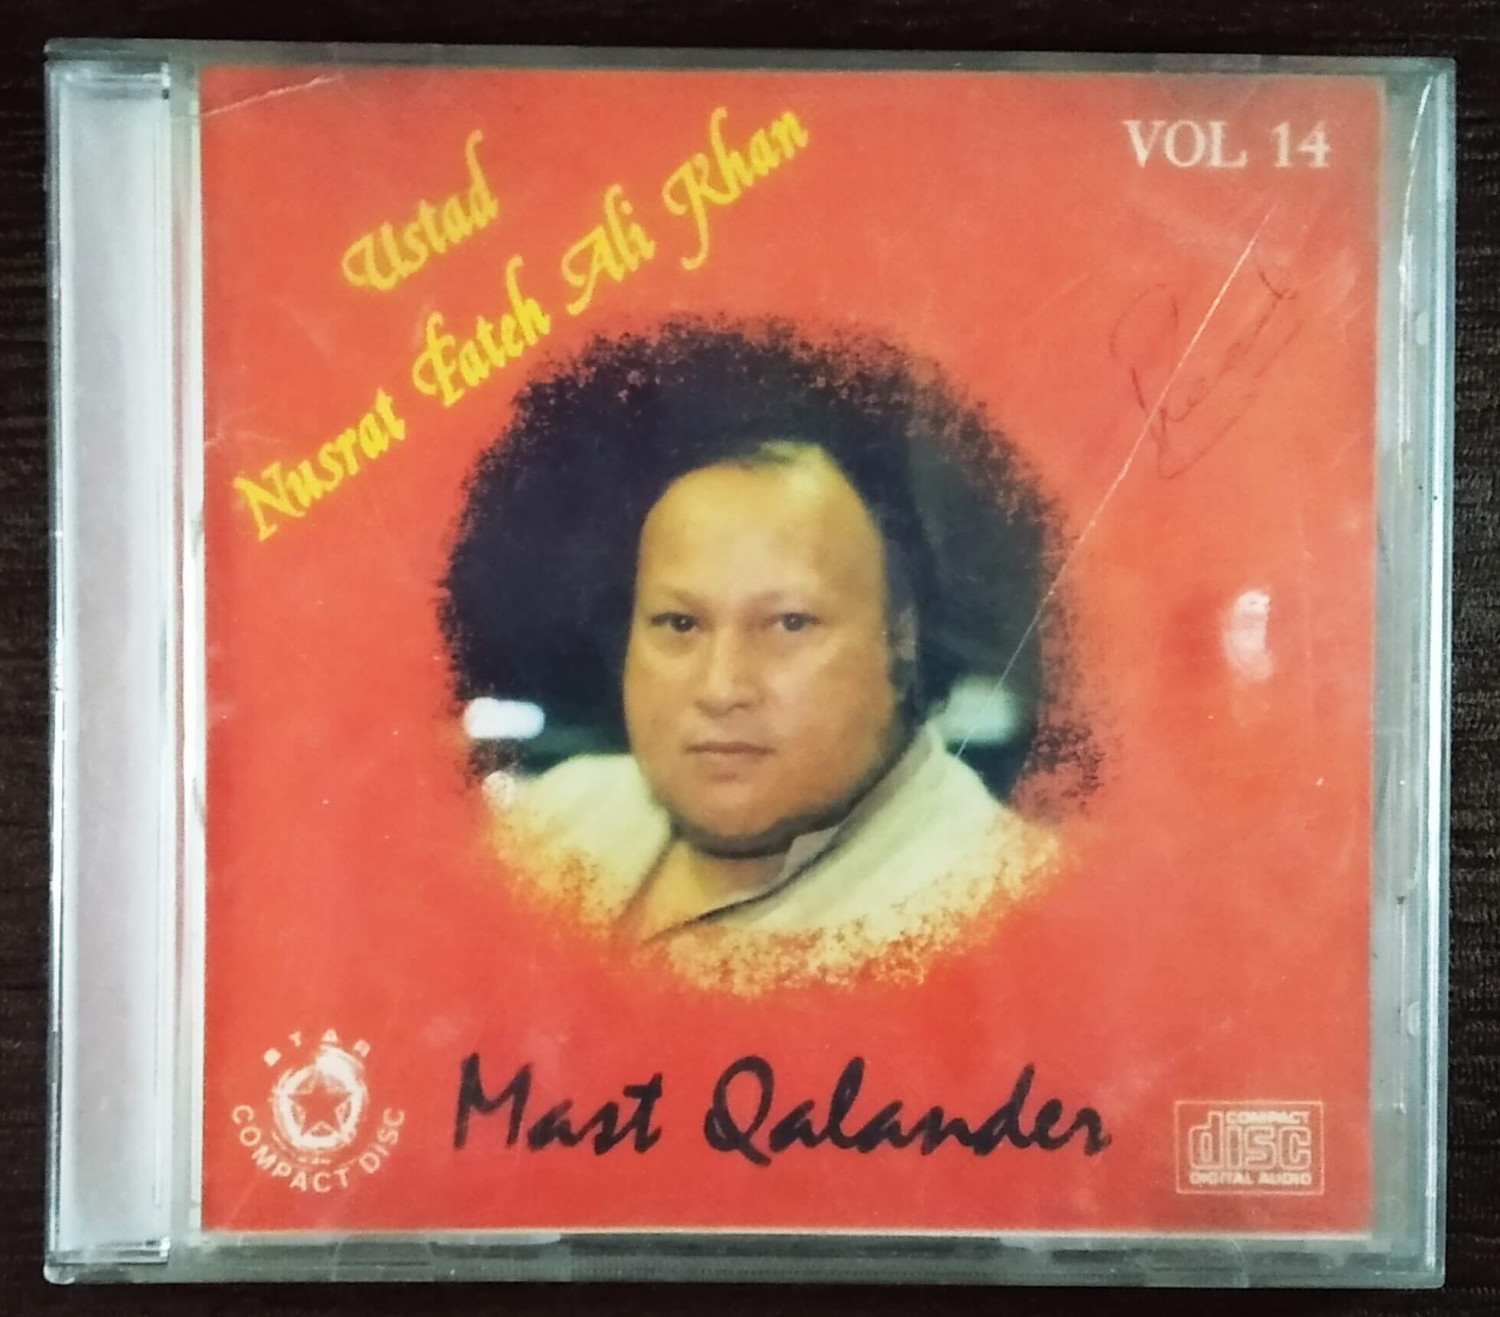 Ustad
Nusrat Fateh Ali Khan
VOL 14
Mast Qalander
STAR
COMPACT DISC
COMPACT
disc
DIGITAL AUDIO